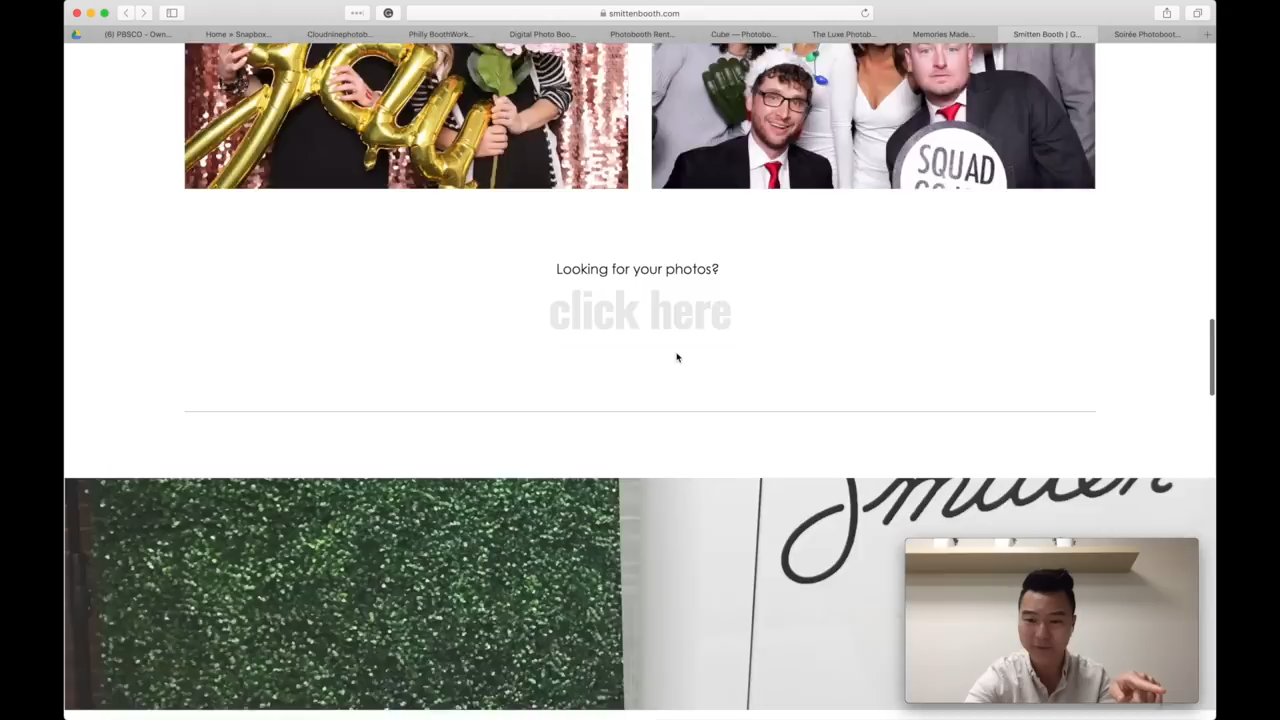 smittenbooth.com
(6) PBSCO - Own...
Home » Snapbox...
Cloudninephotob...
Philly BoothWork...
Digital Photo Boo...
Photobooth Rent...
Cube — Photobo...
The Luxe Photob...
Memories Made...
Smitten Booth | G...
Soirée Photoboot...
SQUAD
Looking for your photos?
click here
Smitten